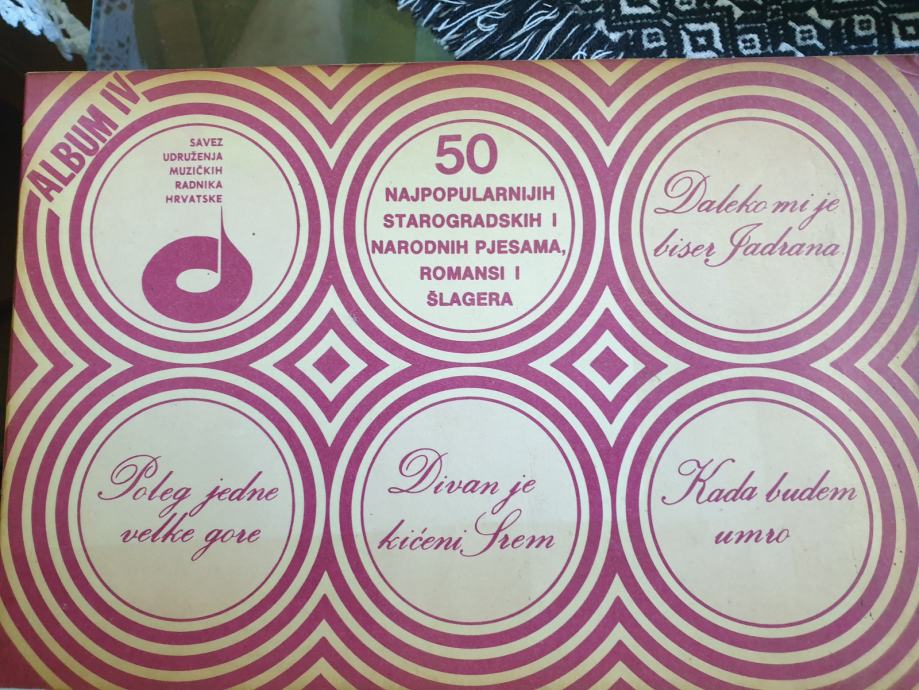 ALBUM IV
SAVEZ
UDRUŽENJA
MUZIČKIH
RADNIKA
HRVATSKE
50
NAJPOPULARNIJIH
STAROGRADSKIH I
NARODNIH PJESAMA,
ROMANSI I
ŠLAGERA
Daleko mi je
biser Jadrana
Poleg jedne
velke gore
Divan je
kićeni Srem
Kada budem
umro